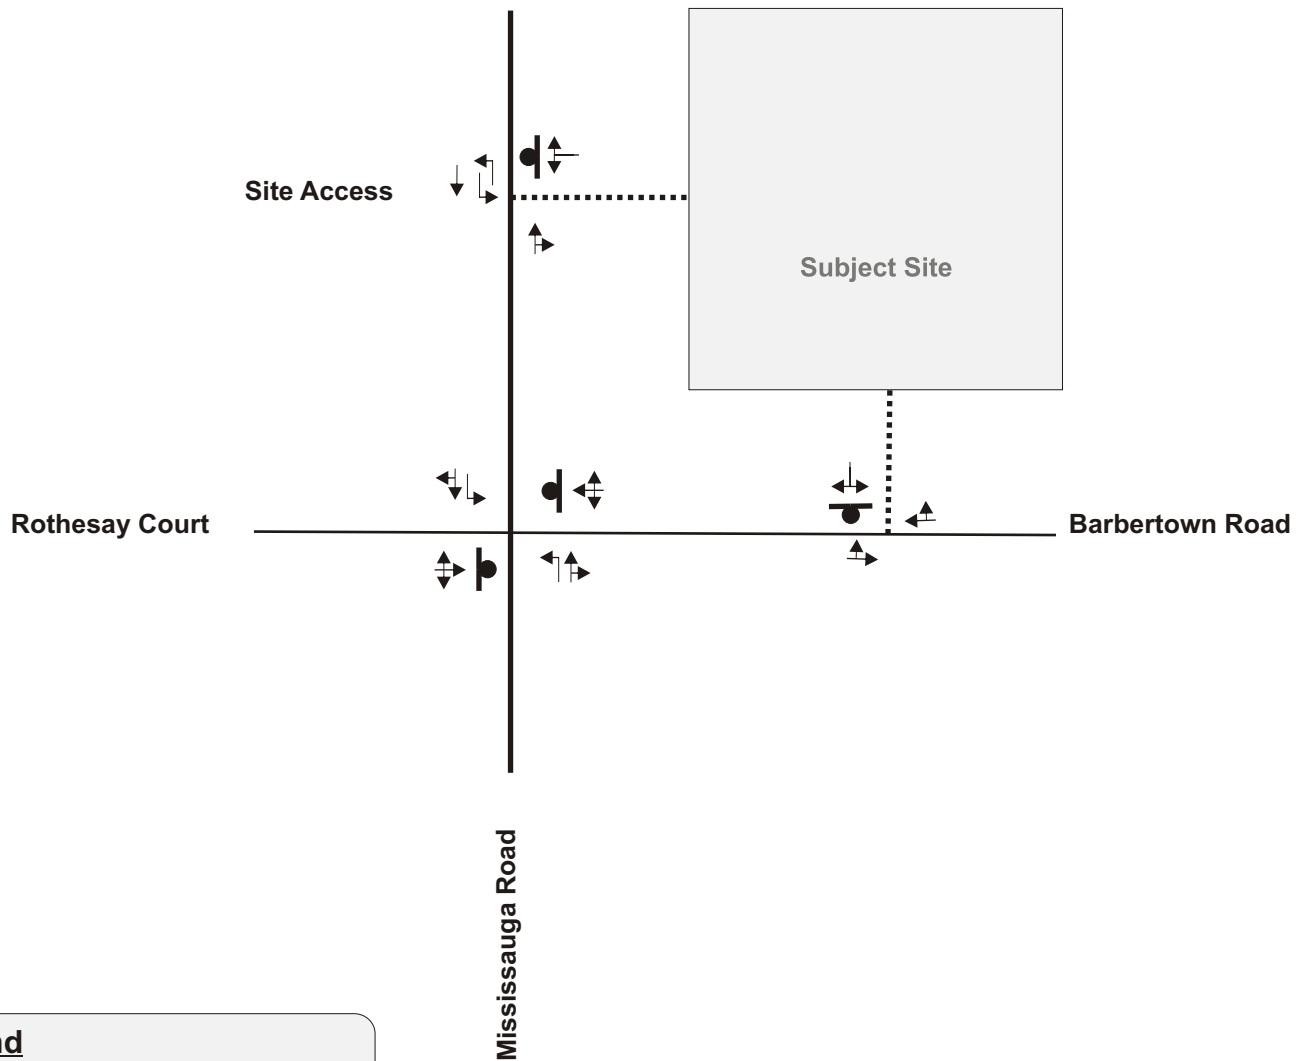 Site Access
Subject Site
Rothesay Court
Barbertown Road
Mississauga Road